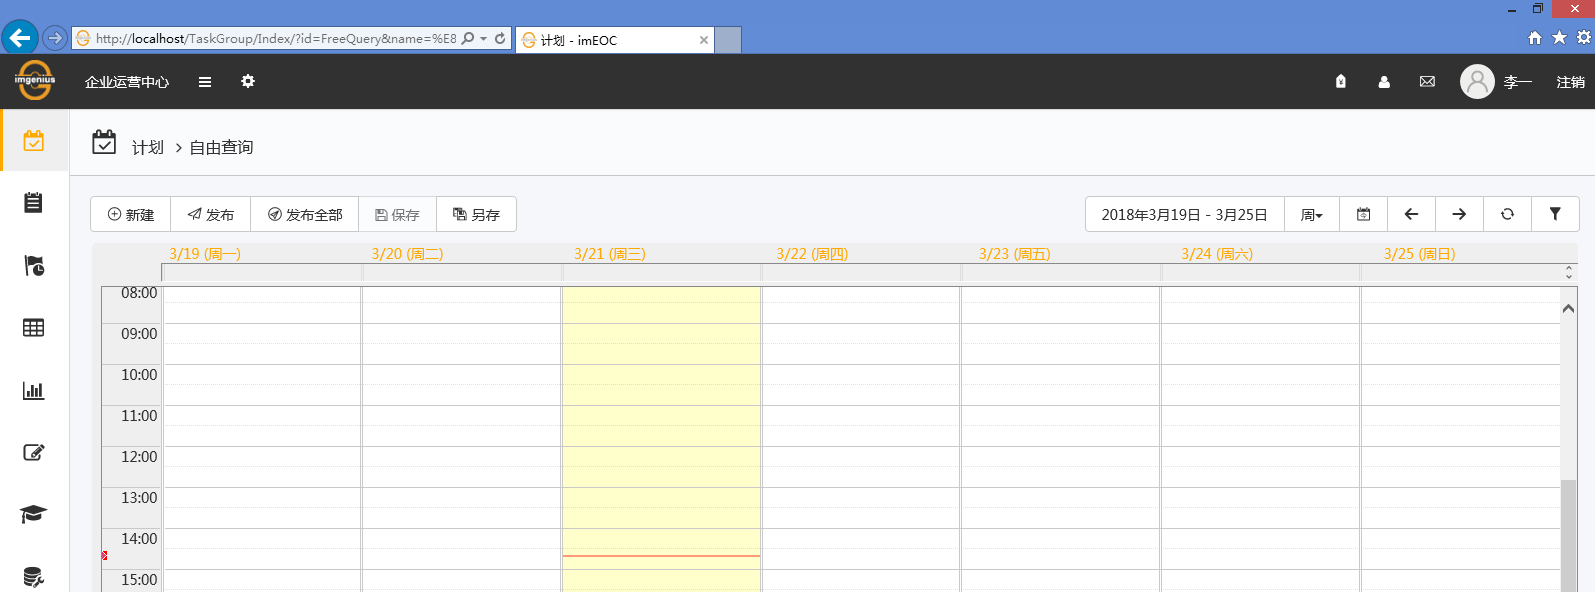 http://localhost/TaskGroup/Index/?id=FreeQuery&name=%E8
计划 - imEOC
imgenius
企业运营中心
李一
注销
计划 > 自由查询
新建
发布
发布全部
保存
另存
2018年3月19日 - 3月25日
周
3/19 (周一)
3/20 (周二)
3/21 (周三)
3/22 (周四)
3/23 (周五)
3/24 (周六)
3/25 (周日)
08:00
09:00
10:00
11:00
12:00
13:00
14:00
15:00